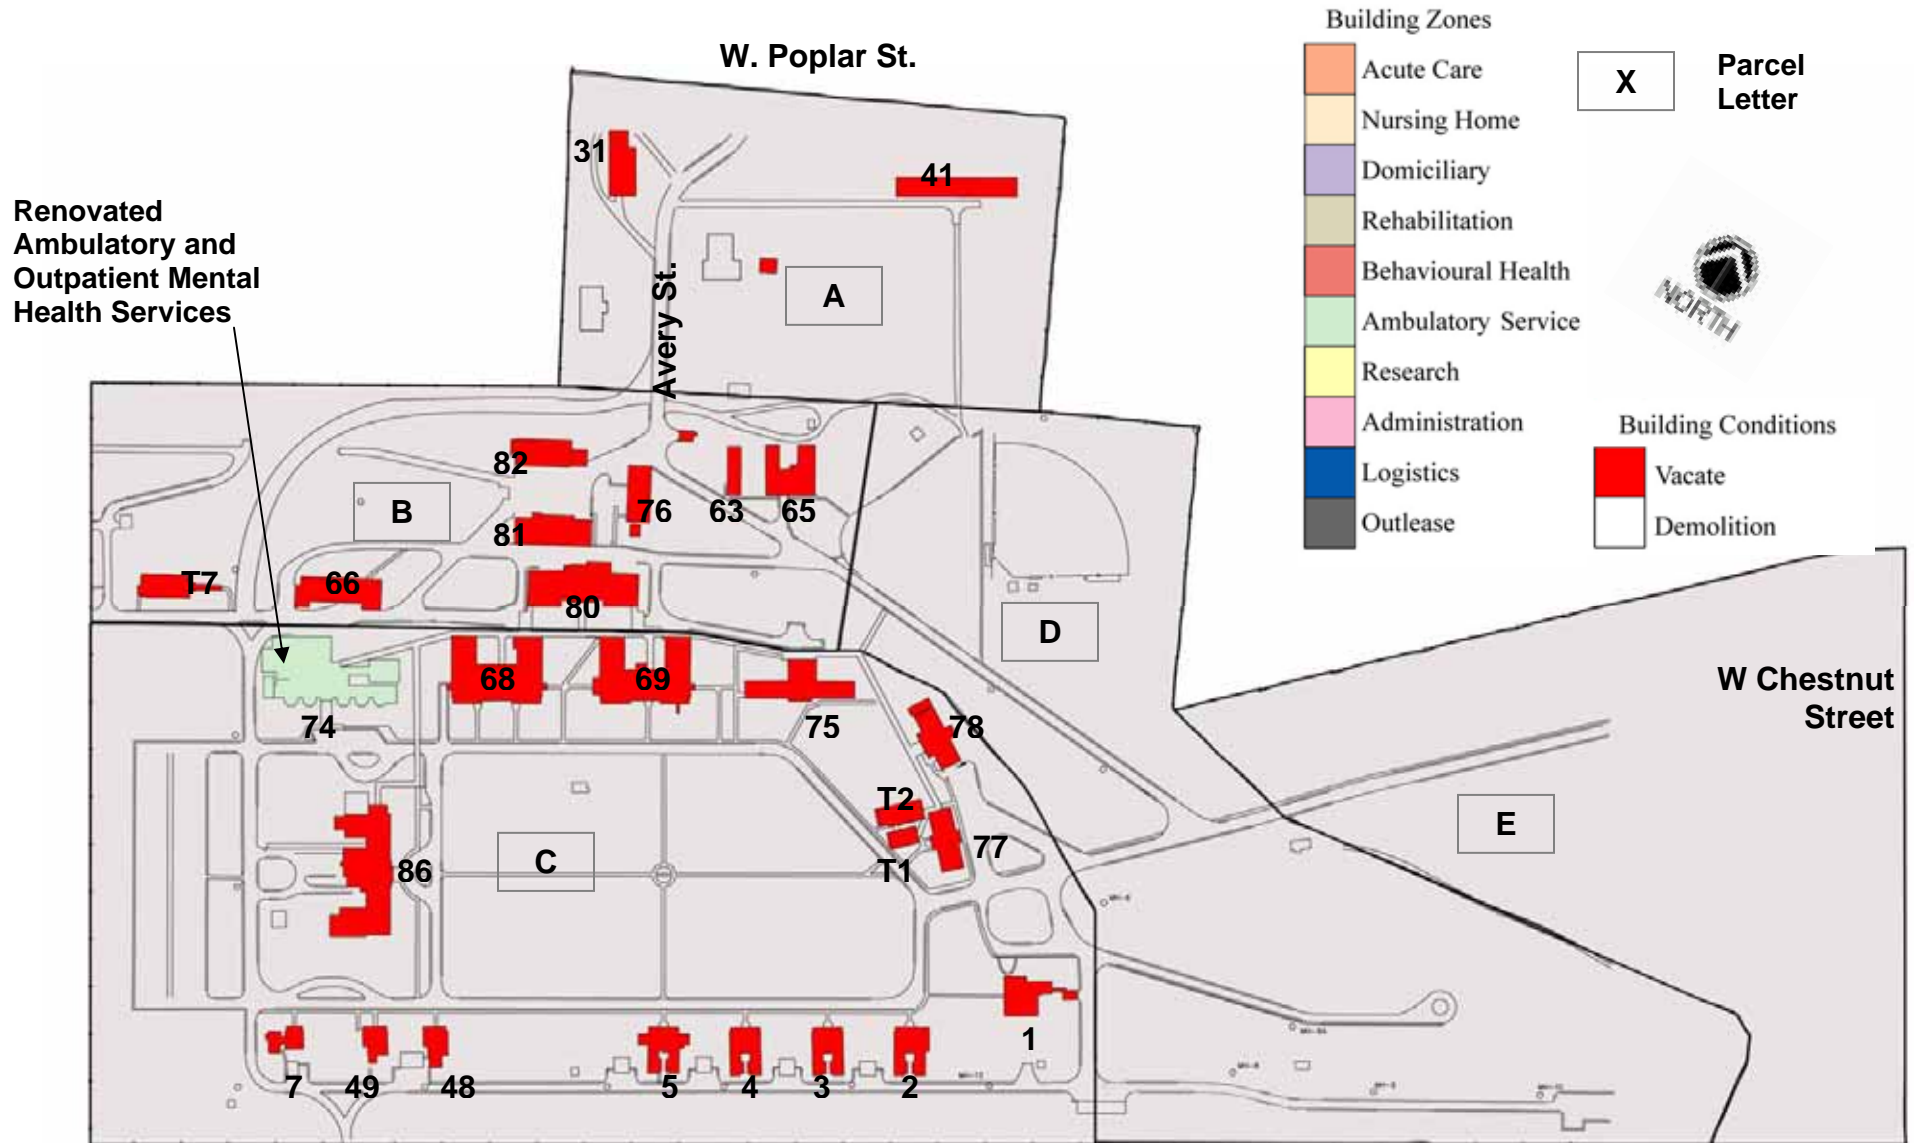 W. Poplar St.
Building Zones
Acute Care
Nursing Home
Domiciliary
Rehabilitation
Behavioural Health
Ambulatory Service
Research
Administration
Logistics
Outlease
X
Parcel
Letter
NORTH
Building Conditions
Vacate
Demolition
Renovated
Ambulatory and
Outpatient Mental
Health Services
31
41
A
Avery St.
82
B
76
63
65
81
T7
66
80
D
68
69
74
75
78
W Chestnut
Street
T2
E
86
C
77
T1
1
7
49
48
5
4
3
2